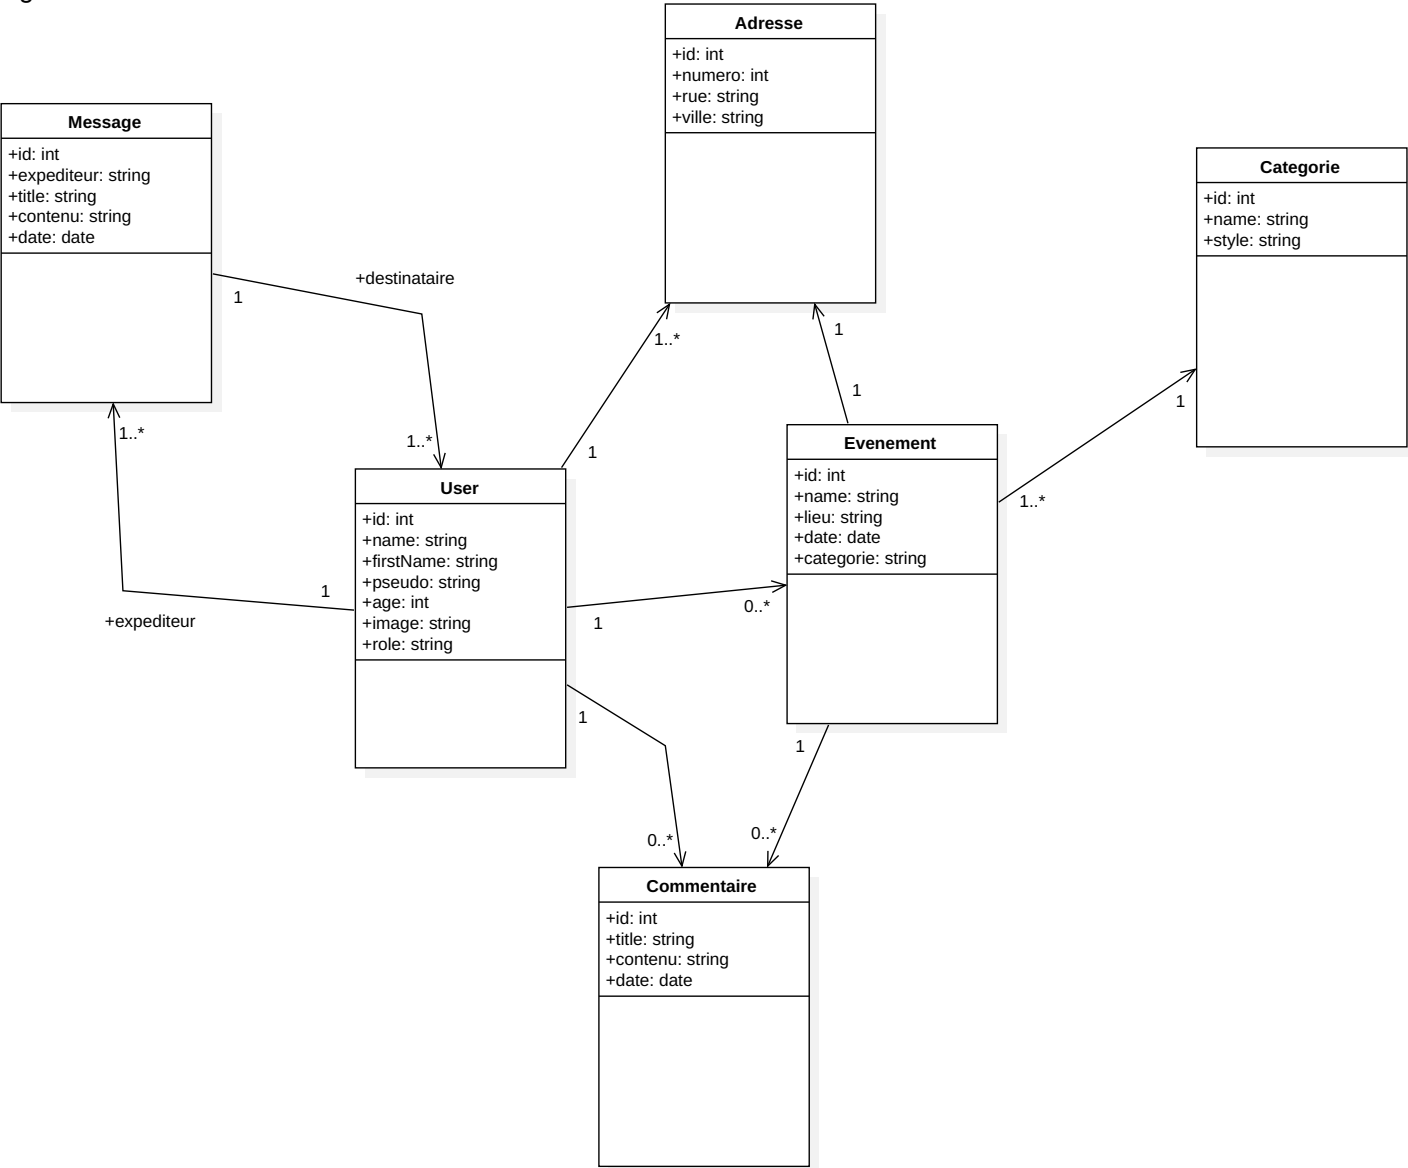 Adresse
+id: int
+numero: int
+rue: string
+ville: string
Message
+id: int
+expediteur: string
+title: string
+contenu: string
+date: date
Categorie
+id: int
+name: string
+style: string
+destinataire
1
1..*
1
1..*
1
1..*
1
1
1
1..*
Evenement
+id: int
+name: string
+lieu: string
+date: date
+categorie: string
User
+id: int
+name: string
+firstName: string
+pseudo: string
+age: int
+image: string
+role: string
1
+expediteur
0..*
1
1
1
0..*
0..*
Commentaire
+id: int
+title: string
+contenu: string
+date: date